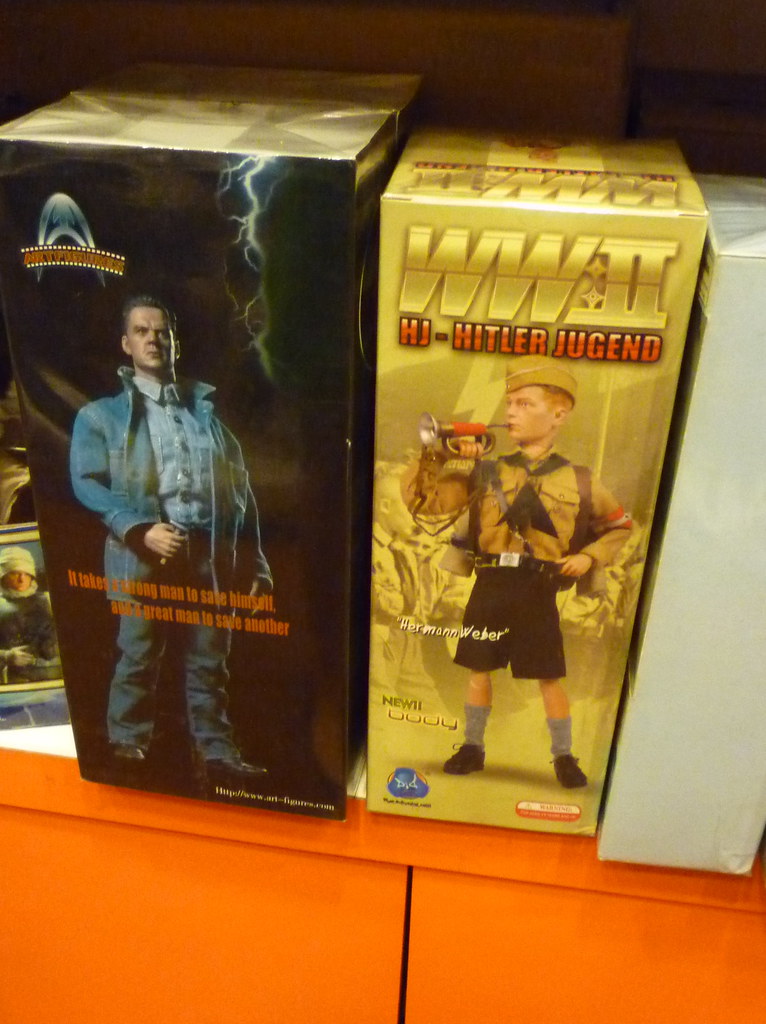 ARTFIGURES
It takes a strong man to save himself,
and a great man to save another
Http://www.art-figures.com
WWII
HJ - HITLER JUGEND
"Hermann Weber"
NEW!!
body
WARNING: